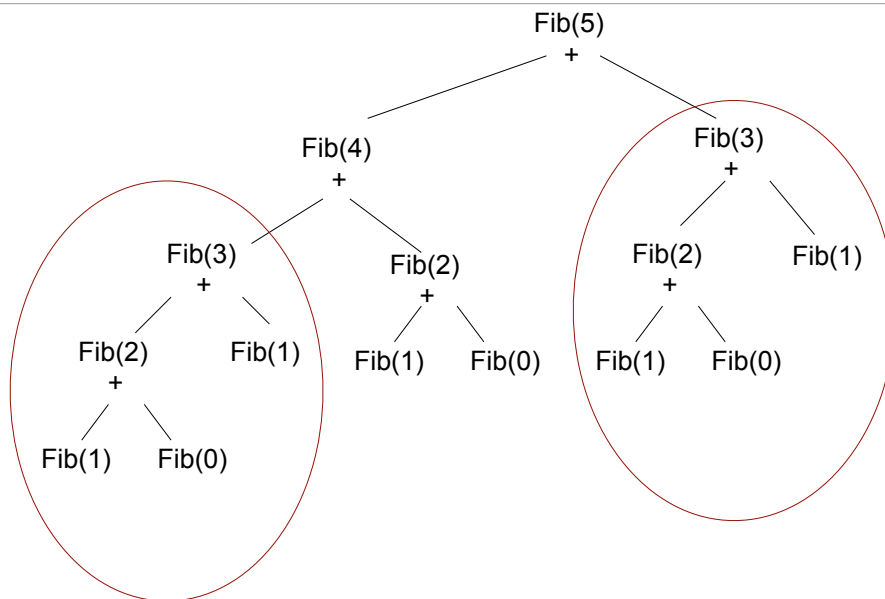 Fib(5)
+
Fib(4)
+
Fib(3)
+
Fib(3)
+
Fib(2)
+
Fib(2)
+
Fib(1)
Fib(2)
+
Fib(1)
Fib(1)
Fib(0)
Fib(1)
Fib(0)
Fib(1)
Fib(0)